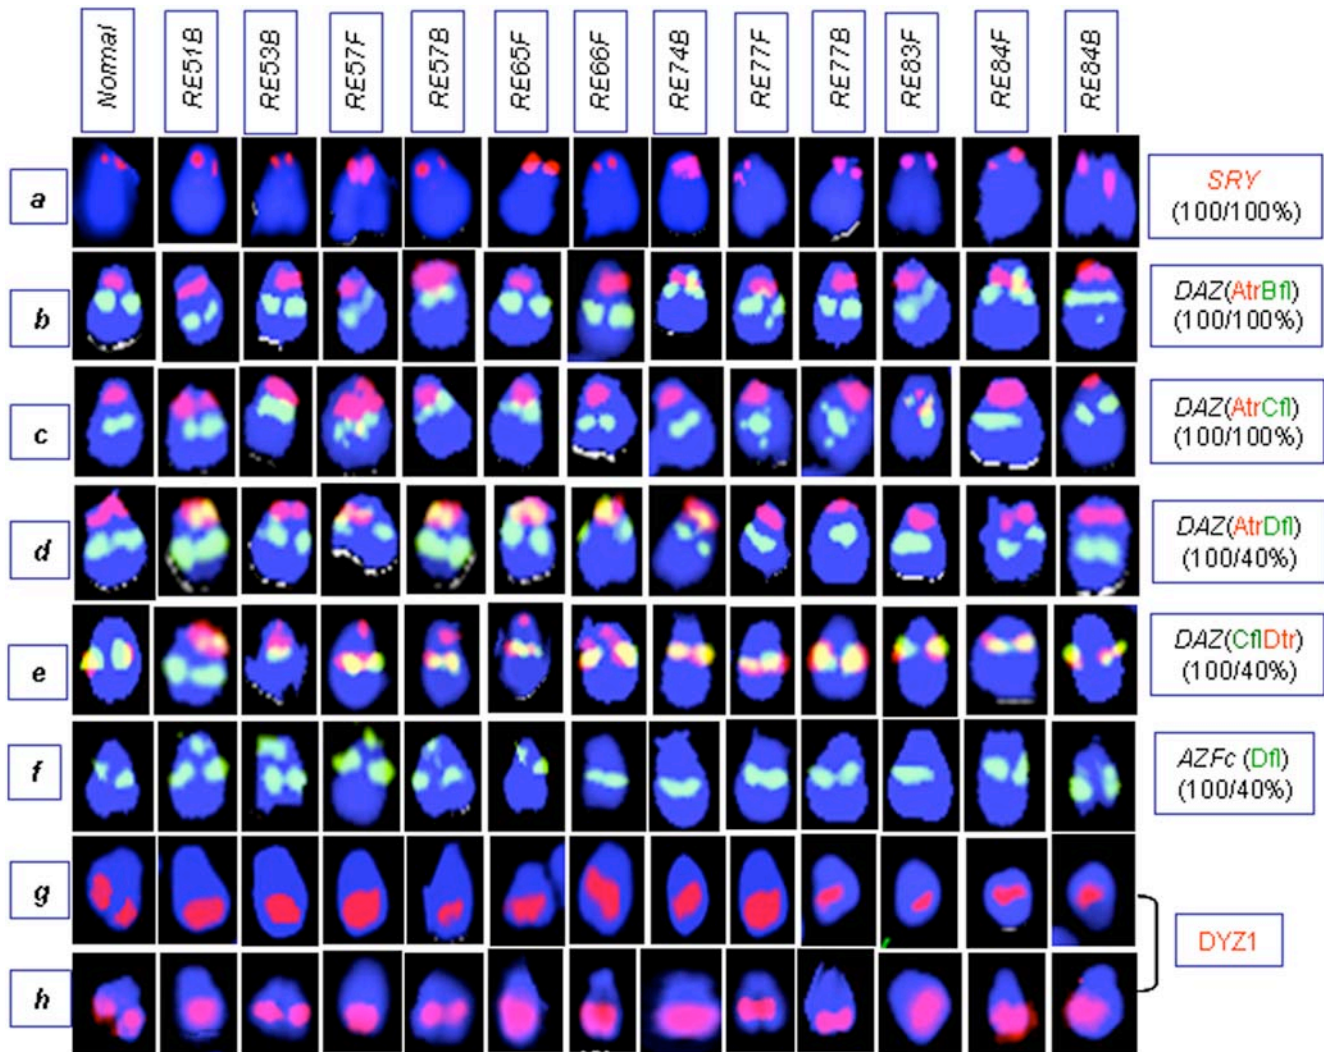 Normal
RE51B
RE53B
RE57F
RE57B
RE65F
RE66F
RE74B
RE77F
RE77B
RE83F
RE84F
RE84B
a
SRY
(100/100%)
b
DAZ(AtrBfl)
(100/100%)
c
DAZ(AtrCfl)
(100/100%)
d
DAZ(AtrDfl)
(100/40%)
e
DAZ(CflDtr)
(100/40%)
f
AZFc (Dfl)
(100/40%)
g
DYZ1
h